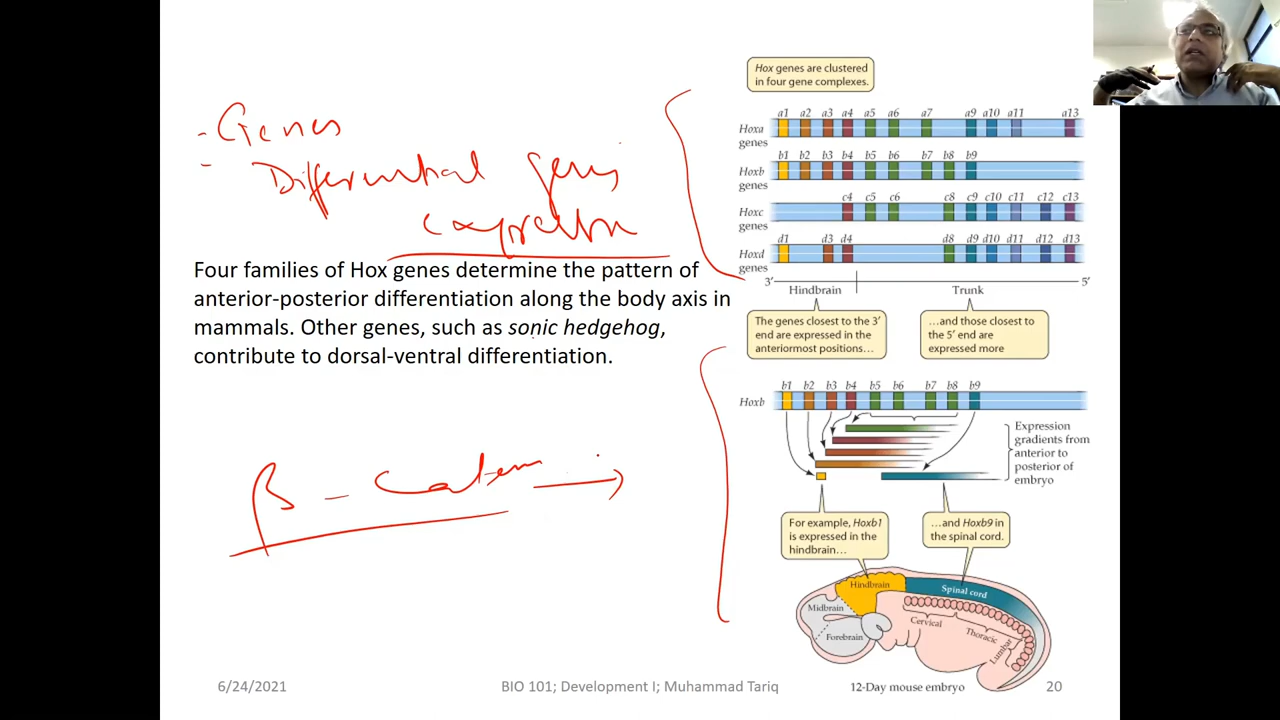 - Genes
- Differential genes
expression
Four families of Hox genes determine the pattern of
anterior-posterior differentiation along the body axis in
mammals. Other genes, such as sonic hedgehog,
contribute to dorsal-ventral differentiation.
β - Caten
6/24/2021
BIO 101; Development I; Muhammad Tariq
20
Hox genes are clustered
in four gene complexes.
a1 a2 a3 a4 a5 a6 a7 a9 a10 a11 a13
Hoxa
genes
b1 b2 b3 b4 b5 b6 b7 b8 b9
Hoxb
genes
c4 c5 c6 c8 c9 c10 c11 c12 c13
Hoxc
genes
d1 d3 d4 d8 d9 d10 d11 d12 d13
Hoxd
genes
3′ 5′
Hindbrain Trunk
The genes closest to the 3′
end are expressed in the
anteriormost positions…
…and those closest to
the 5′ end are
expressed more
b1 b2 b3 b4 b5 b6 b7 b8 b9
Hoxb
Expression
gradients from
anterior to
posterior of
embryo
For example, Hoxb1
is expressed in the
hindbrain…
…and Hoxb9 in
the spinal cord.
Hindbrain
Spinal cord
Midbrain
Forebrain
Cervical
Thoracic
Lumbar
12-Day mouse embryo